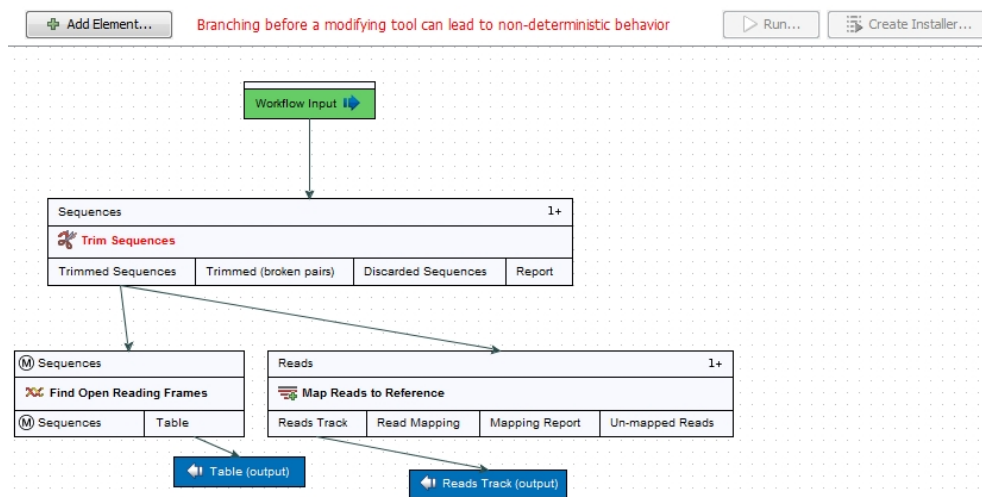 Add Element...
Branching before a modifying tool can lead to non-deterministic behavior
Run...
Create Installer...
Workflow Input
Sequences 1+
Trim Sequences
Trimmed Sequences Trimmed (broken pairs) Discarded Sequences Report
M Sequences
Find Open Reading Frames
M Sequences Table
Reads 1+
Map Reads to Reference
Reads Track Read Mapping Mapping Report Un-mapped Reads
Table (output)
Reads Track (output)